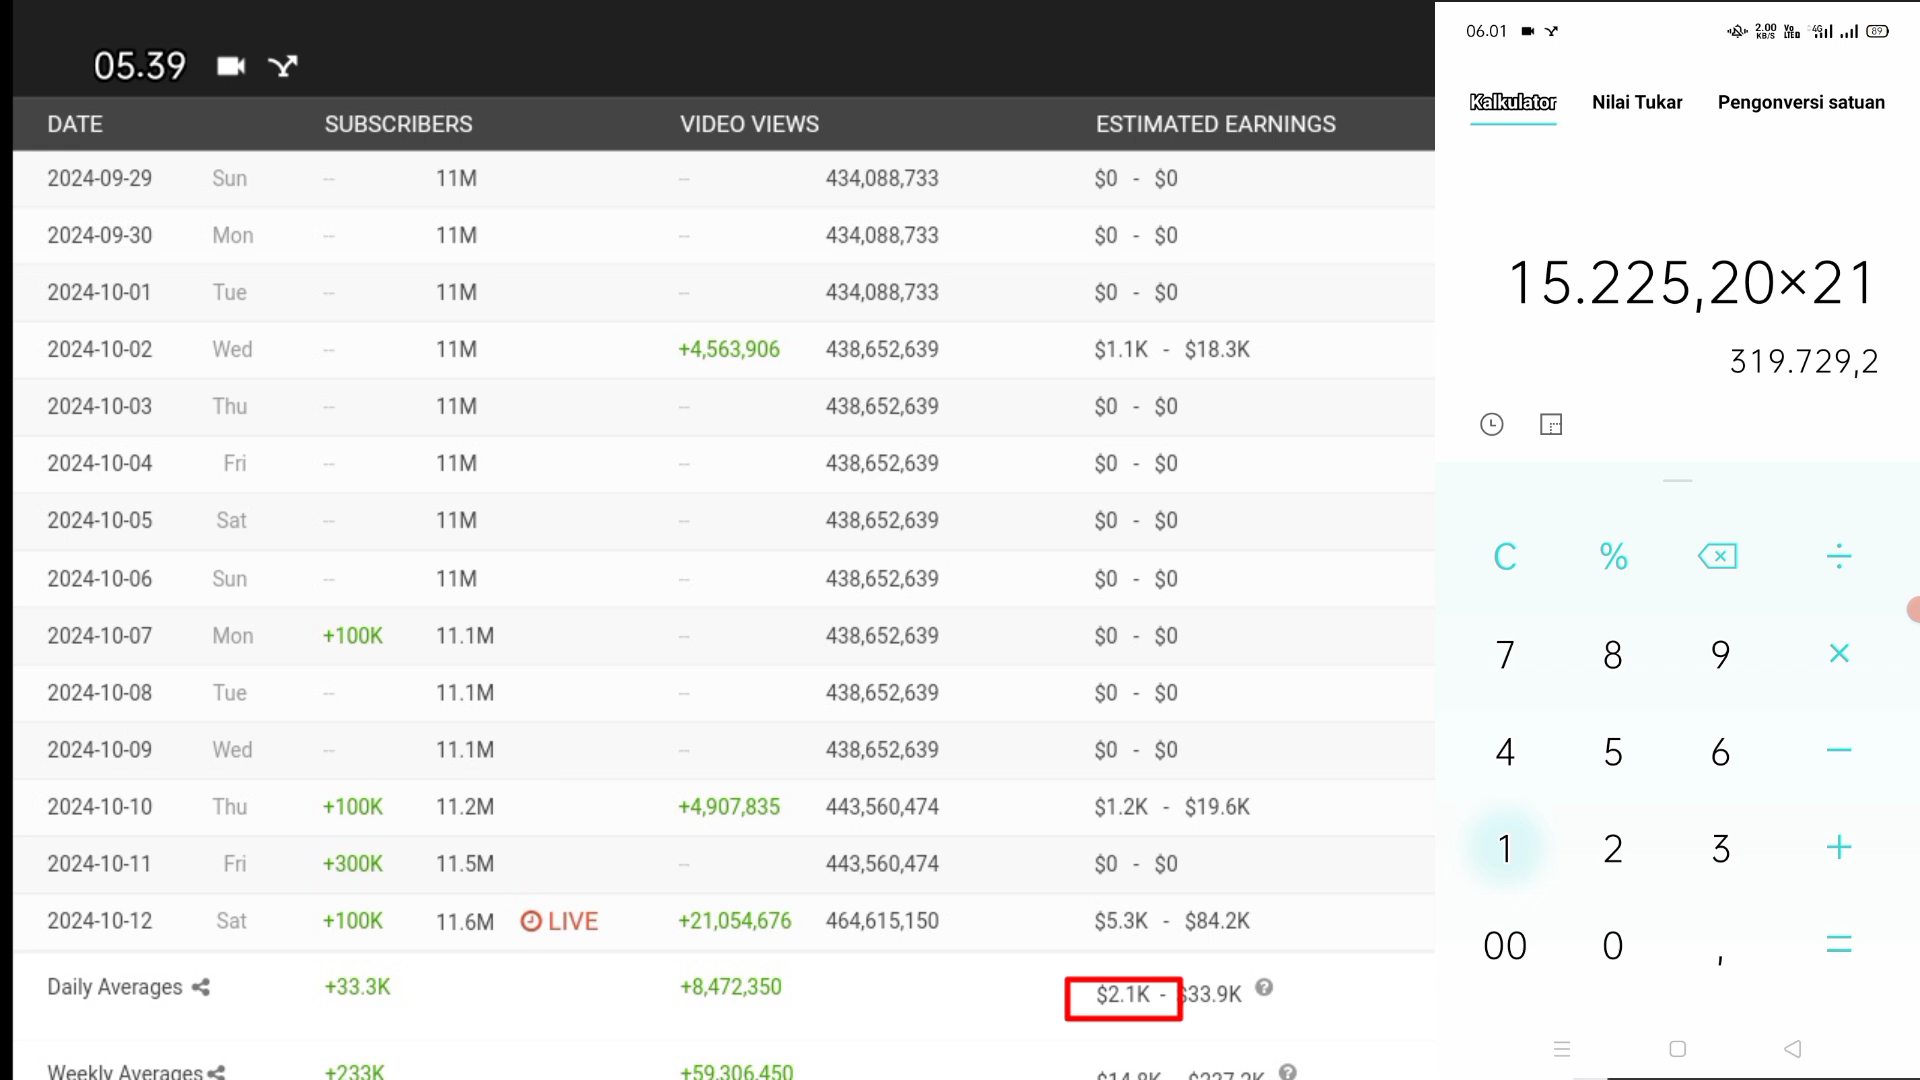 05.39
DATE SUBSCRIBERS VIDEO VIEWS ESTIMATED EARNINGS
2024-09-29 Sun -- 11M -- 434,088,733 $0 - $0
2024-09-30 Mon -- 11M -- 434,088,733 $0 - $0
2024-10-01 Tue -- 11M -- 434,088,733 $0 - $0
2024-10-02 Wed -- 11M +4,563,906 438,652,639 $1.1K - $18.3K
2024-10-03 Thu -- 11M -- 438,652,639 $0 - $0
2024-10-04 Fri -- 11M -- 438,652,639 $0 - $0
2024-10-05 Sat -- 11M -- 438,652,639 $0 - $0
2024-10-06 Sun -- 11M -- 438,652,639 $0 - $0
2024-10-07 Mon +100K 11.1M -- 438,652,639 $0 - $0
2024-10-08 Tue -- 11.1M -- 438,652,639 $0 - $0
2024-10-09 Wed -- 11.1M -- 438,652,639 $0 - $0
2024-10-10 Thu +100K 11.2M +4,907,835 443,560,474 $1.2K - $19.6K
2024-10-11 Fri +300K 11.5M -- 443,560,474 $0 - $0
2024-10-12 Sat +100K 11.6M LIVE +21,054,676 464,615,150 $5.3K - $84.2K
Daily Averages +33.3K +8,472,350 $2.1K - $33.9K ?
Weekly Averages +233K +59,306,450 $14.8K - $237.2K ?
06.01 2.00 KB/S Vo LTE 4G 89
Kalkulator Nilai Tukar Pengonversi satuan
15.225,20×21
319.729,2
C % ÷
7 8 9 ×
4 5 6 −
1 2 3 +
00 0 , =